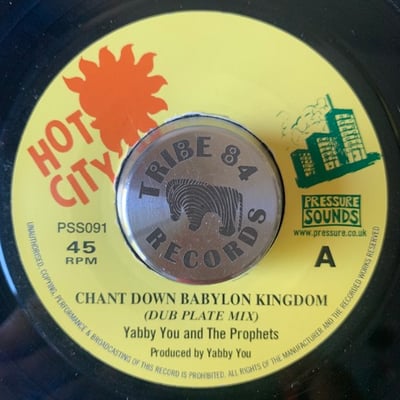 HOT
CITY
TRIBE 84
RECORDS
PSS091
45
RPM
PRESSURE
SOUNDS
www.pressure.co.uk
A
CHANT DOWN BABYLON KINGDOM
(DUB PLATE MIX)
Yabby You and The Prophets
Produced by Yabby You
UNAUTHORISED, COPYING, PERFORMANCE & BROADCASTING OF THIS RECORD IS PROHIBITED. ALL RIGHTS OF THE MANUFACTURER AND THE RECORDED WORKS RESERVED